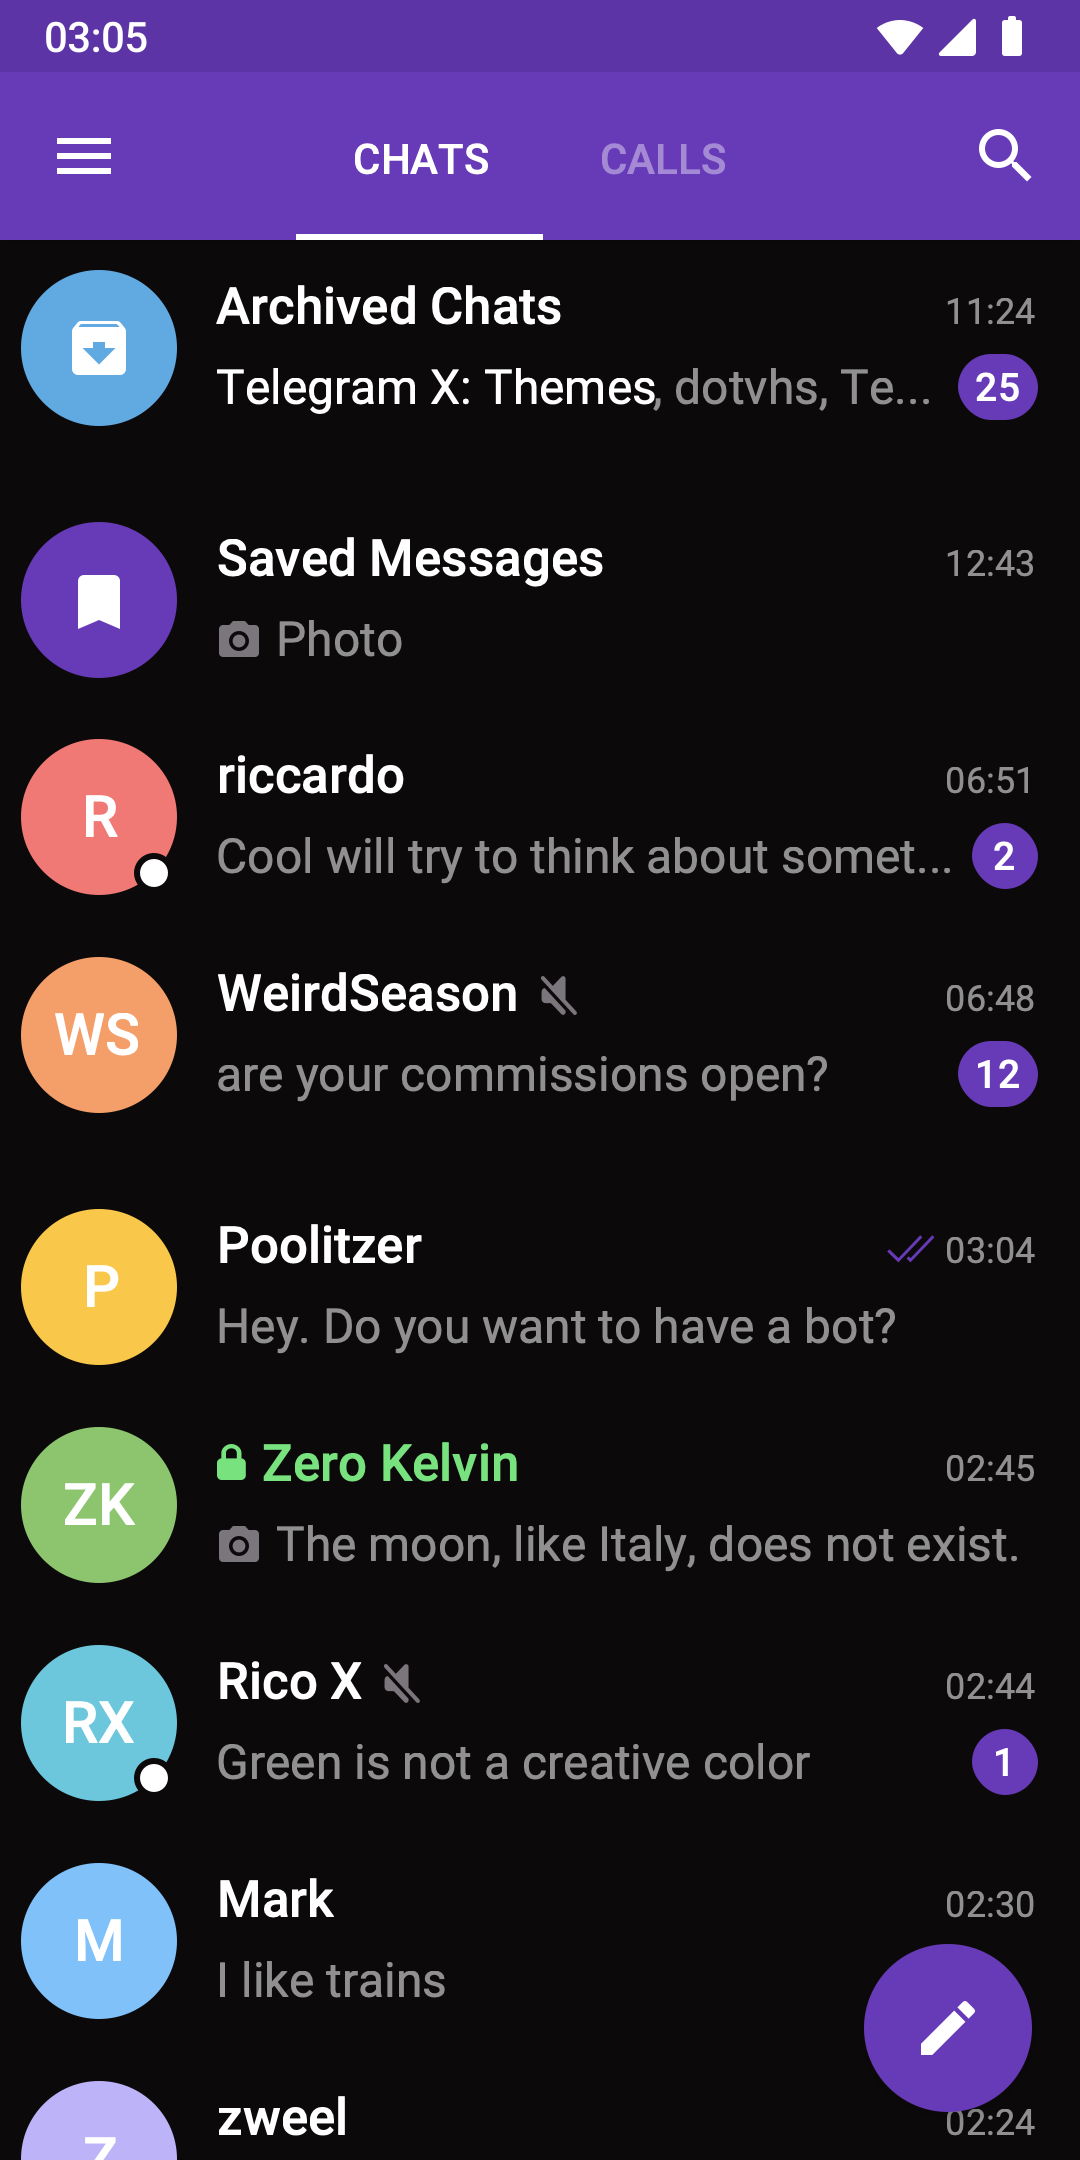 03:05
CHATS CALLS
Archived Chats 11:24
Telegram X: Themes, dotvhs, Te... 25
Saved Messages 12:43
Photo
riccardo 06:51
R
Cool will try to think about somet... 2
WeirdSeason 06:48
WS
are your commissions open? 12
Poolitzer 03:04
P
Hey. Do you want to have a bot?
Zero Kelvin 02:45
ZK
The moon, like Italy, does not exist.
Rico X 02:44
RX
Green is not a creative color 1
Mark 02:30
M
I like trains
zweel 02:24
Z